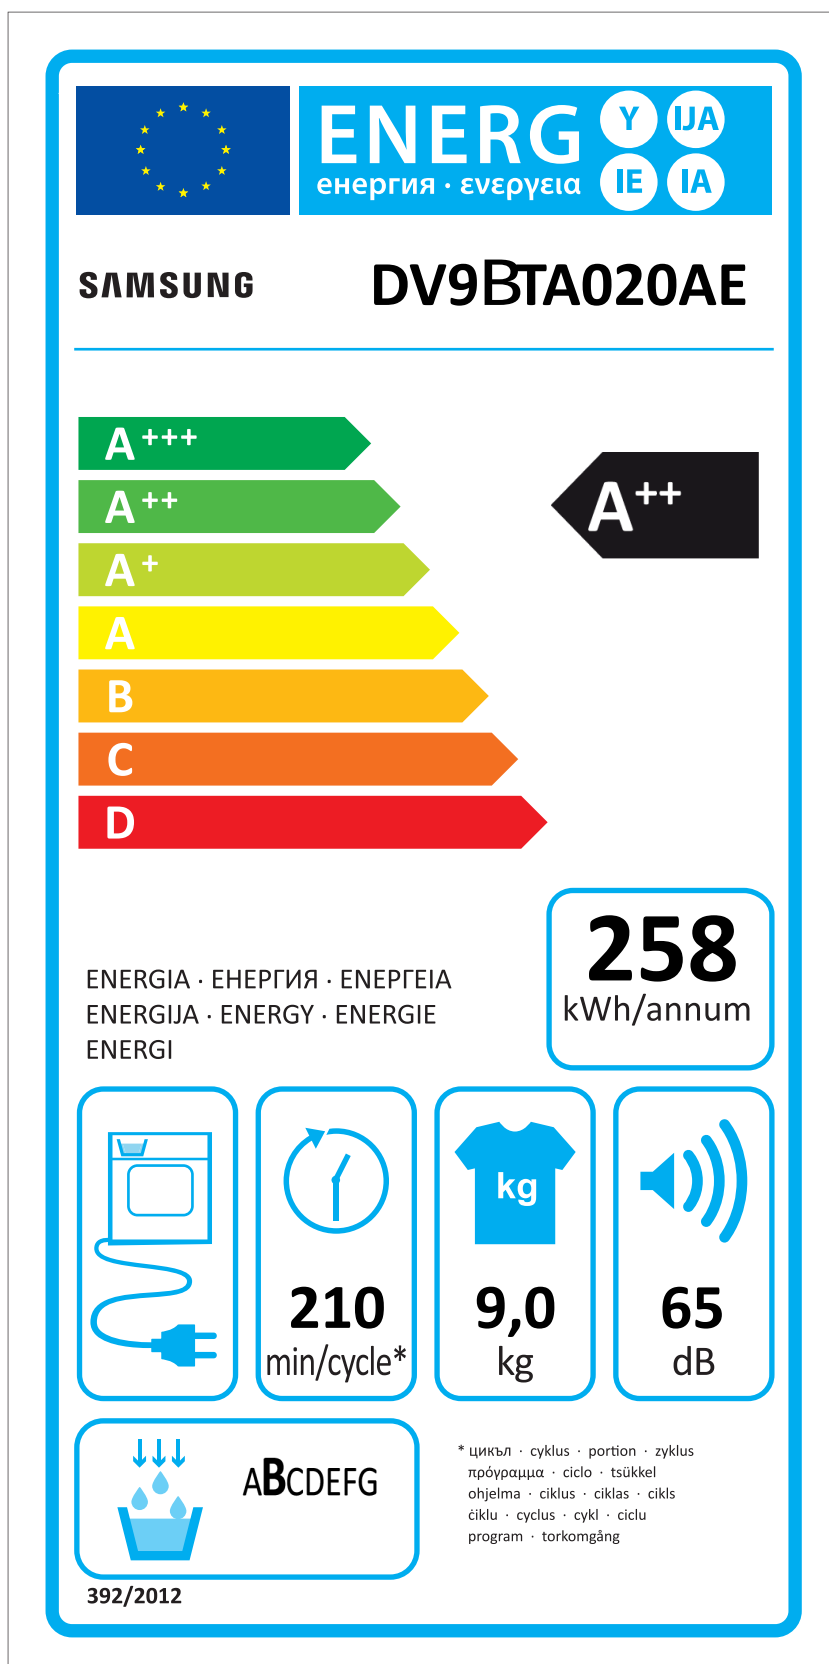 ENERG
енергия · ενεργεια
Y
IJA
IE
IA
SAMSUNG
DV9BTA020AE
A+++
A++
A+
A
B
C
D
A++
258
kWh/annum
ENERGIA · ЕНЕРГИЯ · ΕΝΕΡΓΕΙΑ
ENERGIJA · ENERGY · ENERGIE
ENERGI
210
min/cycle*
kg
9,0
kg
65
dB
ABCDEFG
* цикъл · cyklus · portion · zyklus
πρόγραμμα · ciclo · tsükkel
ohjelma · ciklus · ciklas · cikls
ċiklu · cyclus · cykl · ciclu
program · torkomgång
392/2012